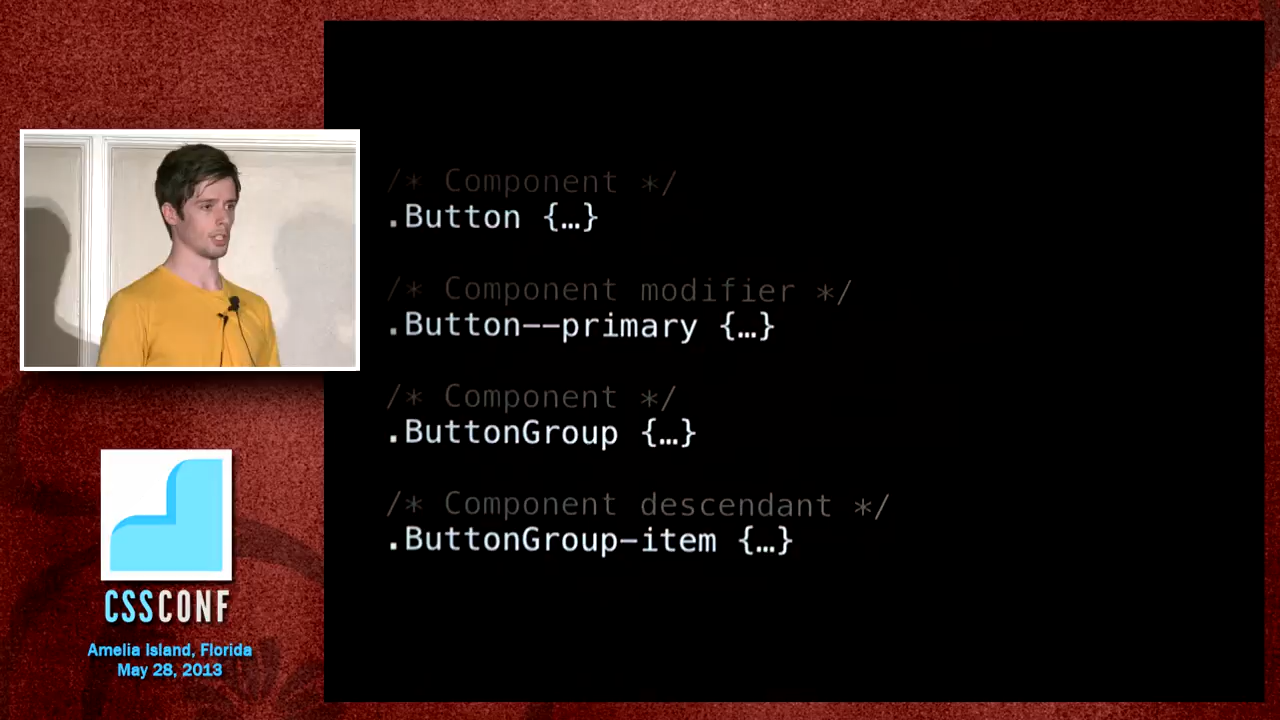 /* Component */
.Button {…}
/* Component modifier */
.Button--primary {…}
/* Component */
.ButtonGroup {…}
/* Component descendant */
.ButtonGroup-item {…}
CSSCONF
Amelia Island, Florida
May 28, 2013